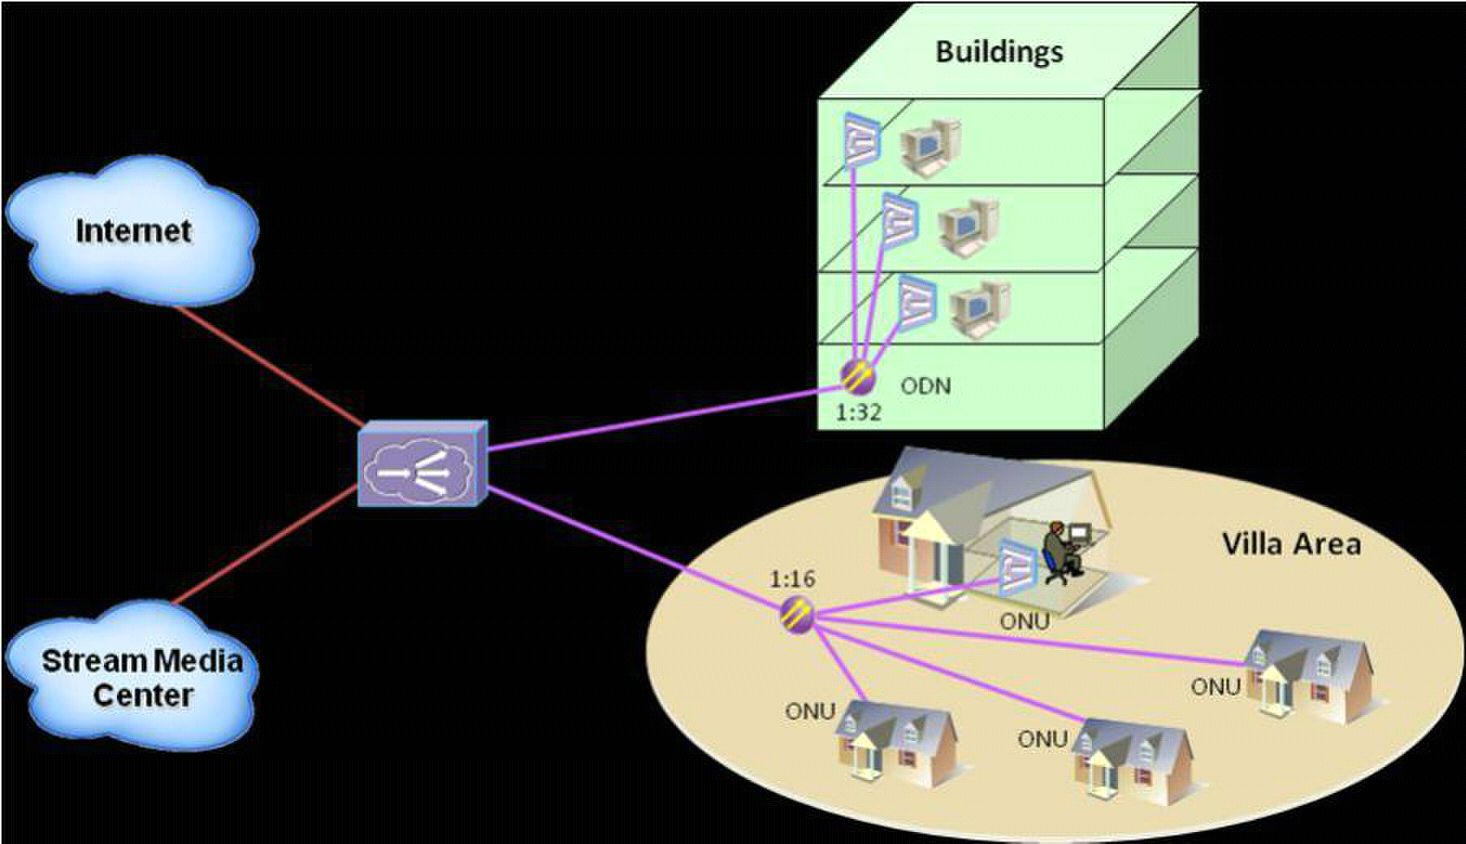 Buildings
Internet
ODN
1:32
Villa Area
1:16
ONU
Stream Media
Center
ONU
ONU
ONU